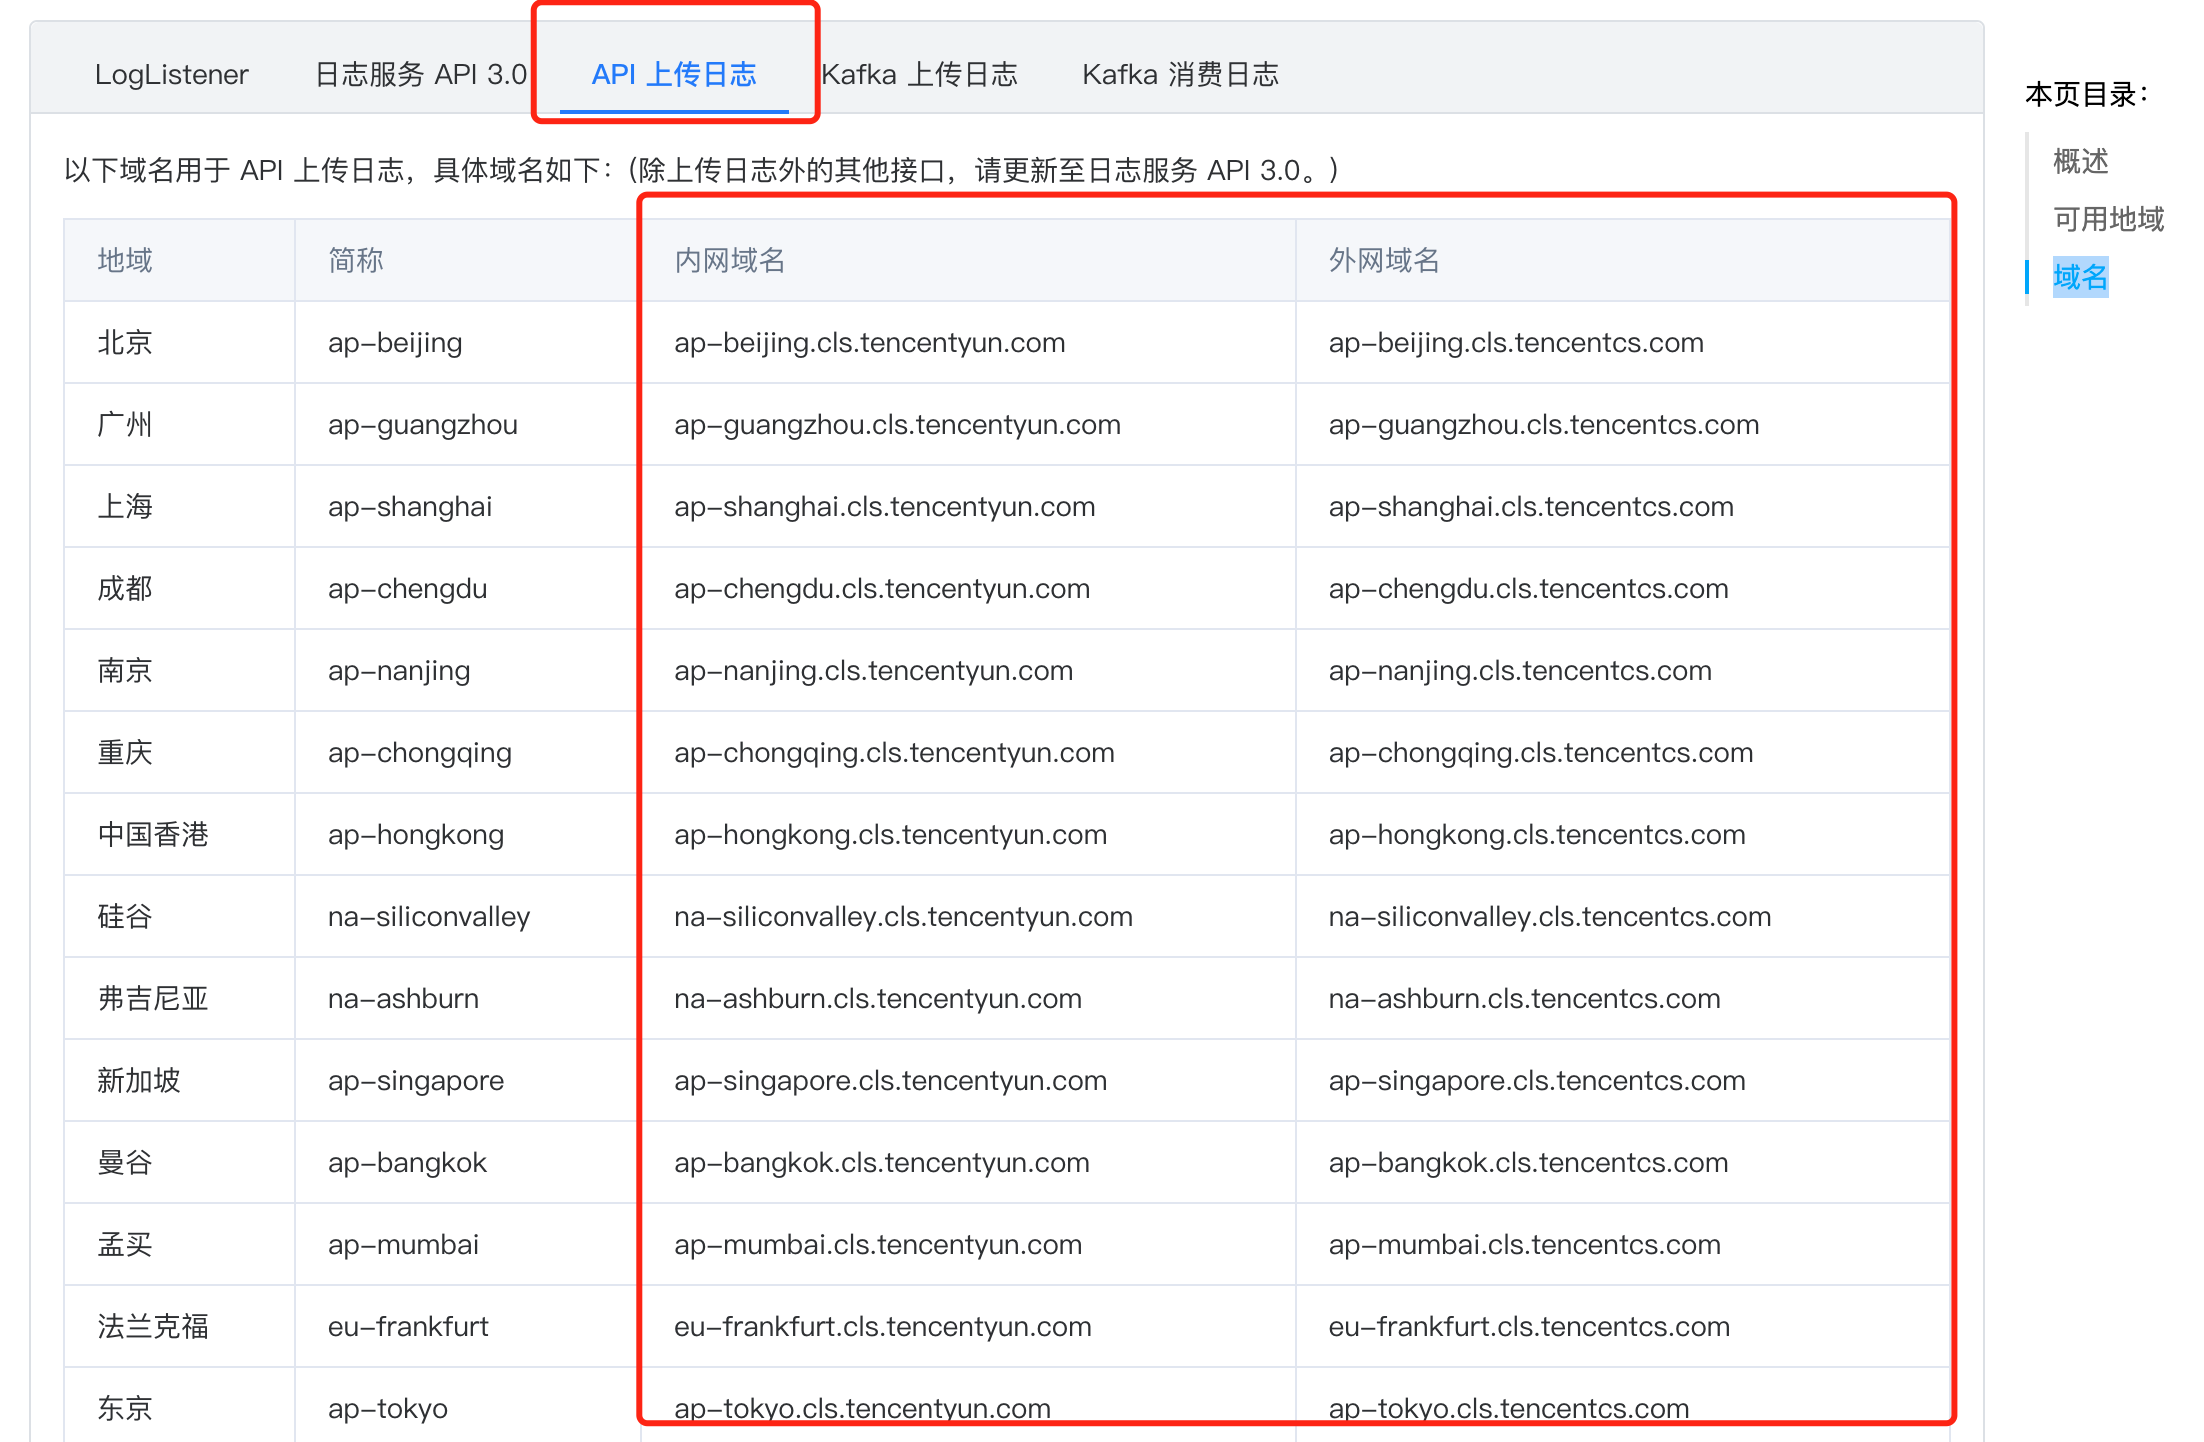 LogListener 日志服务 API 3.0 API 上传日志 Kafka 上传日志 Kafka 消费日志
以下域名用于 API 上传日志，具体域名如下：（除上传日志外的其他接口，请更新至日志服务 API 3.0。）
地域 简称 内网域名 外网域名
北京 ap-beijing ap-beijing.cls.tencentyun.com ap-beijing.cls.tencentcs.com
广州 ap-guangzhou ap-guangzhou.cls.tencentyun.com ap-guangzhou.cls.tencentcs.com
上海 ap-shanghai ap-shanghai.cls.tencentyun.com ap-shanghai.cls.tencentcs.com
成都 ap-chengdu ap-chengdu.cls.tencentyun.com ap-chengdu.cls.tencentcs.com
南京 ap-nanjing ap-nanjing.cls.tencentyun.com ap-nanjing.cls.tencentcs.com
重庆 ap-chongqing ap-chongqing.cls.tencentyun.com ap-chongqing.cls.tencentcs.com
中国香港 ap-hongkong ap-hongkong.cls.tencentyun.com ap-hongkong.cls.tencentcs.com
硅谷 na-siliconvalley na-siliconvalley.cls.tencentyun.com na-siliconvalley.cls.tencentcs.com
弗吉尼亚 na-ashburn na-ashburn.cls.tencentyun.com na-ashburn.cls.tencentcs.com
新加坡 ap-singapore ap-singapore.cls.tencentyun.com ap-singapore.cls.tencentcs.com
曼谷 ap-bangkok ap-bangkok.cls.tencentyun.com ap-bangkok.cls.tencentcs.com
孟买 ap-mumbai ap-mumbai.cls.tencentyun.com ap-mumbai.cls.tencentcs.com
法兰克福 eu-frankfurt eu-frankfurt.cls.tencentyun.com eu-frankfurt.cls.tencentcs.com
东京 ap-tokyo ap-tokyo.cls.tencentyun.com ap-tokyo.cls.tencentcs.com
本页目录：
概述
可用地域
域名